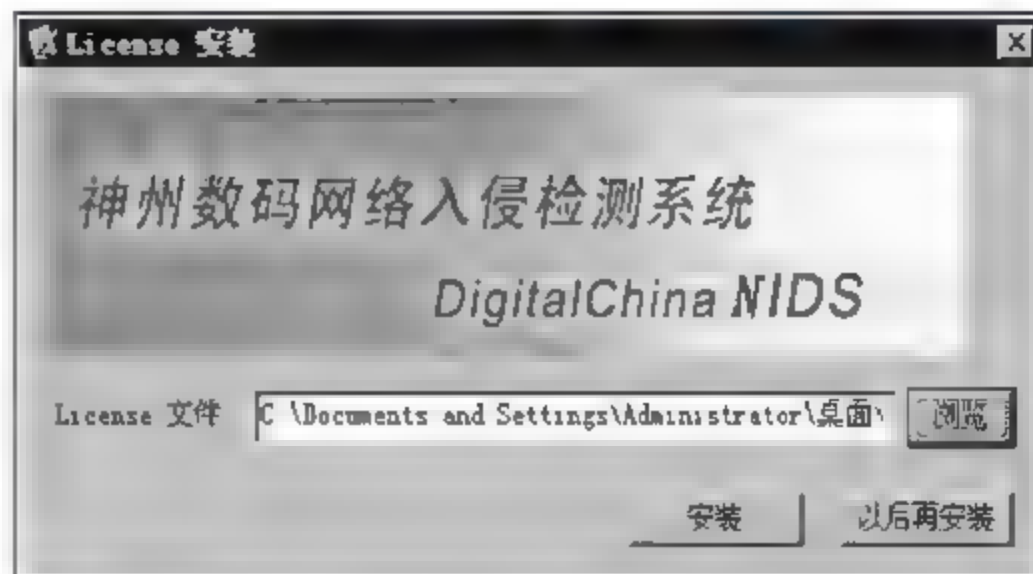 License 安装
神州数码网络入侵检测系统
DigitalChina NIDS
License 文件 C \Documents and Settings\Administrator\桌面\ 浏览
安装 以后再安装